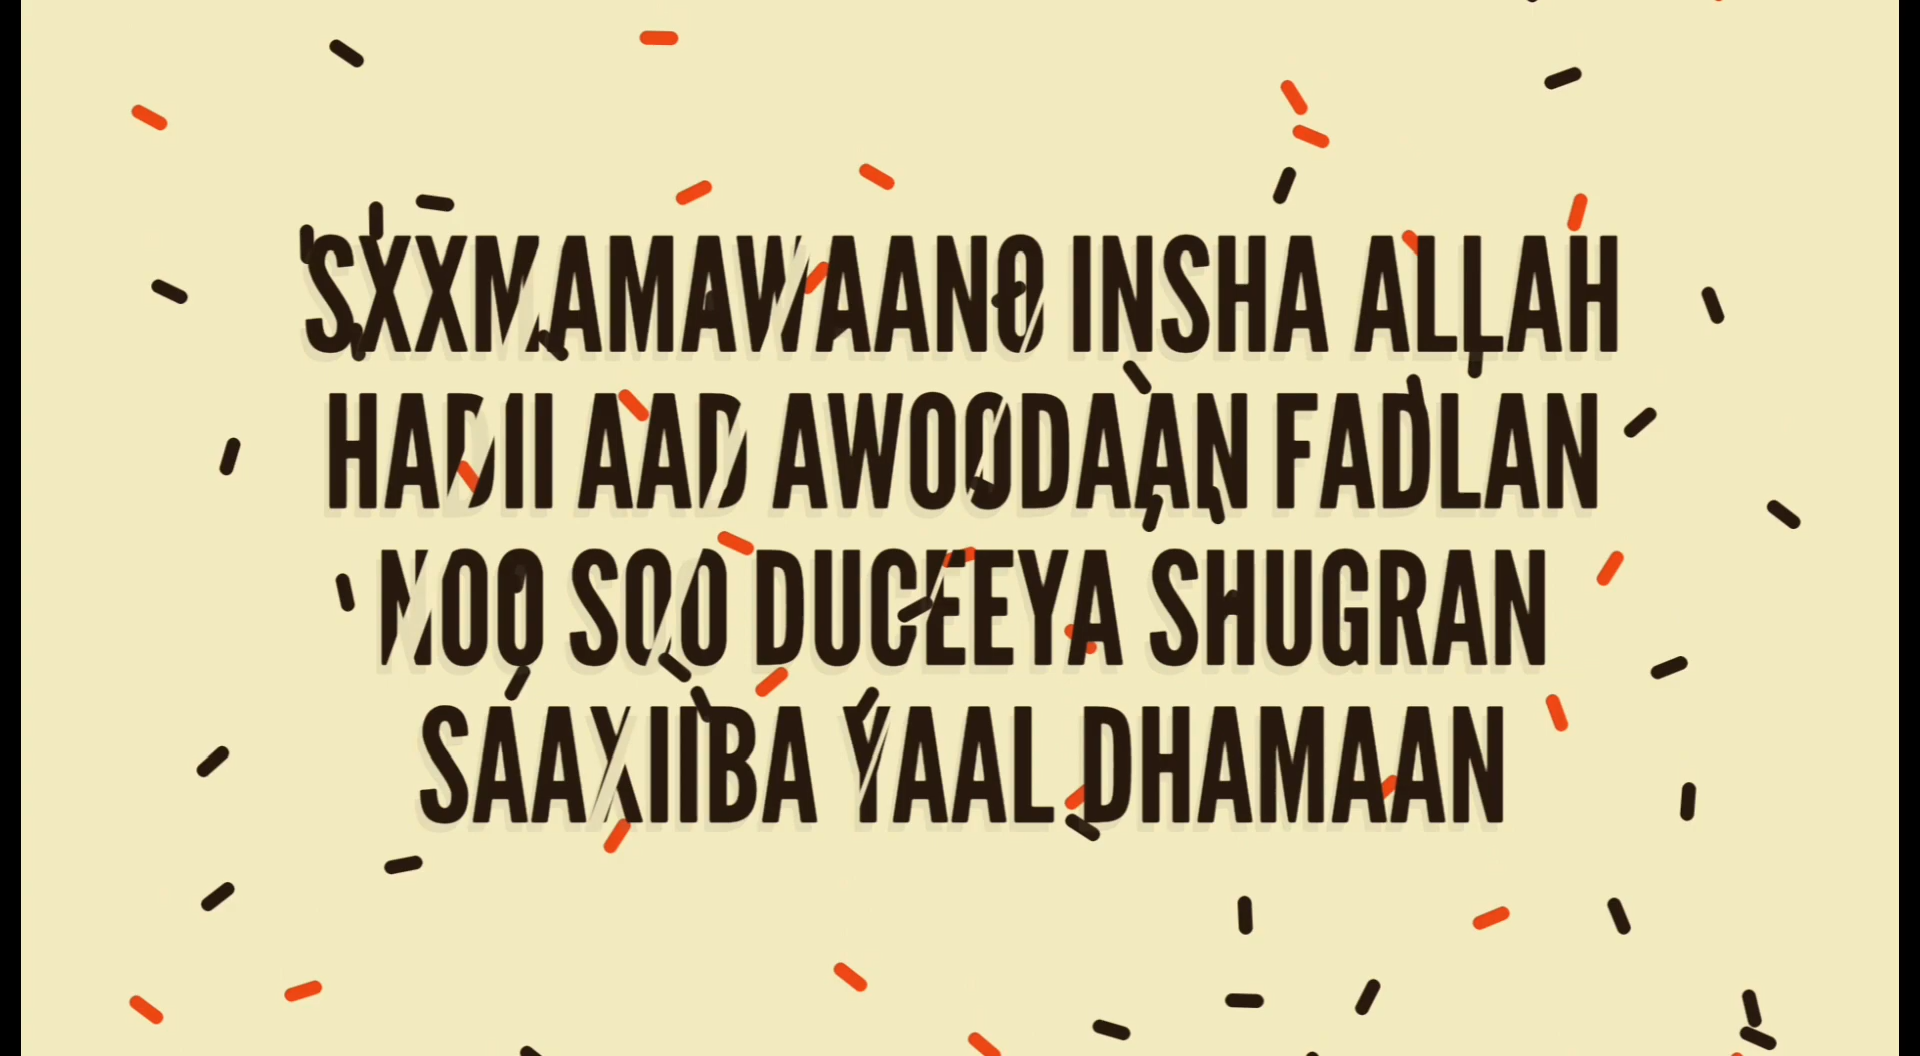 SXXMAMAWAANO INSHA ALLAH
HADII AAD AWOODAAN FADLAN
NOO SOO DUCEEYA SHUGRAN
SAAXIIBA YAAL DHAMAAN